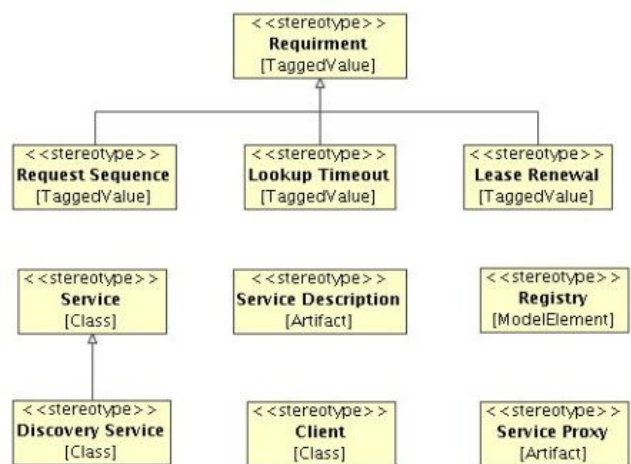 <<stereotype>>
Requirment
[TaggedValue]
<<stereotype>>
Request Sequence
[TaggedValue]
<<stereotype>>
Lookup Timeout
[TaggedValue]
<<stereotype>>
Lease Renewal
[TaggedValue]
<<stereotype>>
Service
[Class]
<<stereotype>>
Service Description
[Artifact]
<<stereotype>>
Registry
[ModelElement]
<<stereotype>>
Discovery Service
[Class]
<<stereotype>>
Client
[Class]
<<stereotype>>
Service Proxy
[Artifact]